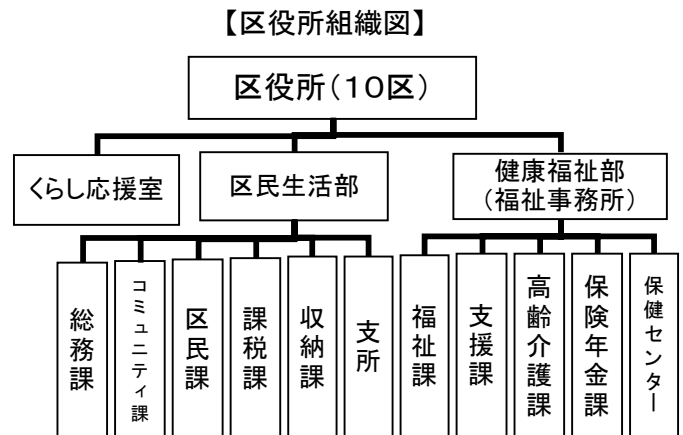 【区役所組織図】
区役所（１０区）
くらし応援室
区民生活部
健康福祉部
（福祉事務所）
総務課
コミュニティ課
区民課
課税課
収納課
支所
福祉課
支援課
高齢介護課
保険年金課
保健センター